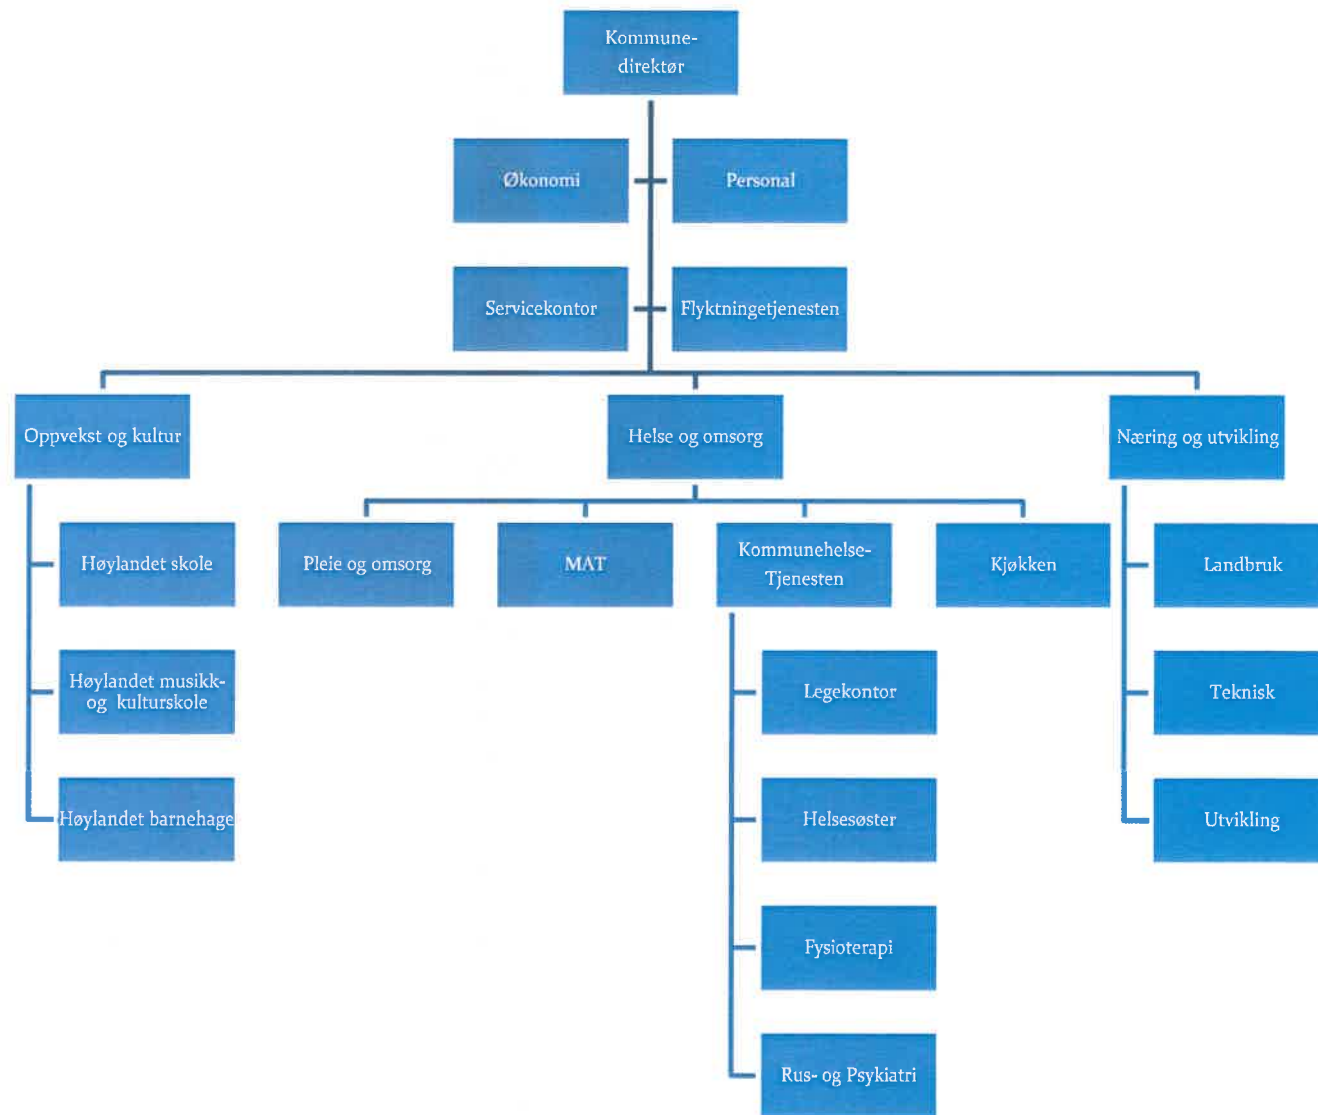 Kommune-
direktør
Økonomi
Personal
Servicekontor
Flyktningetjenesten
Oppvekst og kultur
Helse og omsorg
Næring og utvikling
Høylandet skole
Pleie og omsorg
MAT
Kommunehelse-
Tjenesten
Kjøkken
Landbruk
Høylandet musikk-
og kulturskole
Legekontor
Teknisk
Høylandet barnehage
Helsesøster
Utvikling
Fysioterapi
Rus- og Psykiatri